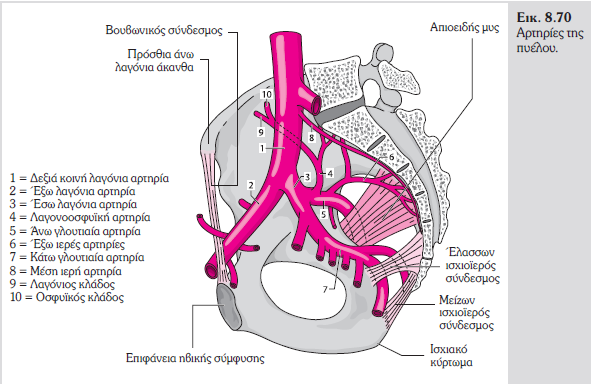 Εικ. 8.70
Αρτηρίες της
πυέλου.
Βουβωνικός σύνδεσμος
Πρόσθια άνω
λαγόνια άκανθα
Απιοειδής μυς
10
9
8
1
6
3
4
2
5
7
1 = Δεξιά κοινή λαγόνια αρτηρία
2 = Έξω λαγόνια αρτηρία
3 = Έσω λαγόνια αρτηρία
4 = Λαγονοοσφυϊκή αρτηρία
5 = Άνω γλουτιαία αρτηρία
6 = Έξω ιερές αρτηρίες
7 = Κάτω γλουτιαία αρτηρία
8 = Μέση ιερή αρτηρία
9 = Λαγόνιος κλάδος
10 = Οσφυϊκός κλάδος
Έλασσων
ισχιοϊερός
σύνδεσμος
Μείζων
ισχιοϊερός
σύνδεσμος
Ισχιακό
κύρτωμα
Επιφάνεια ηβικής σύμφυσης